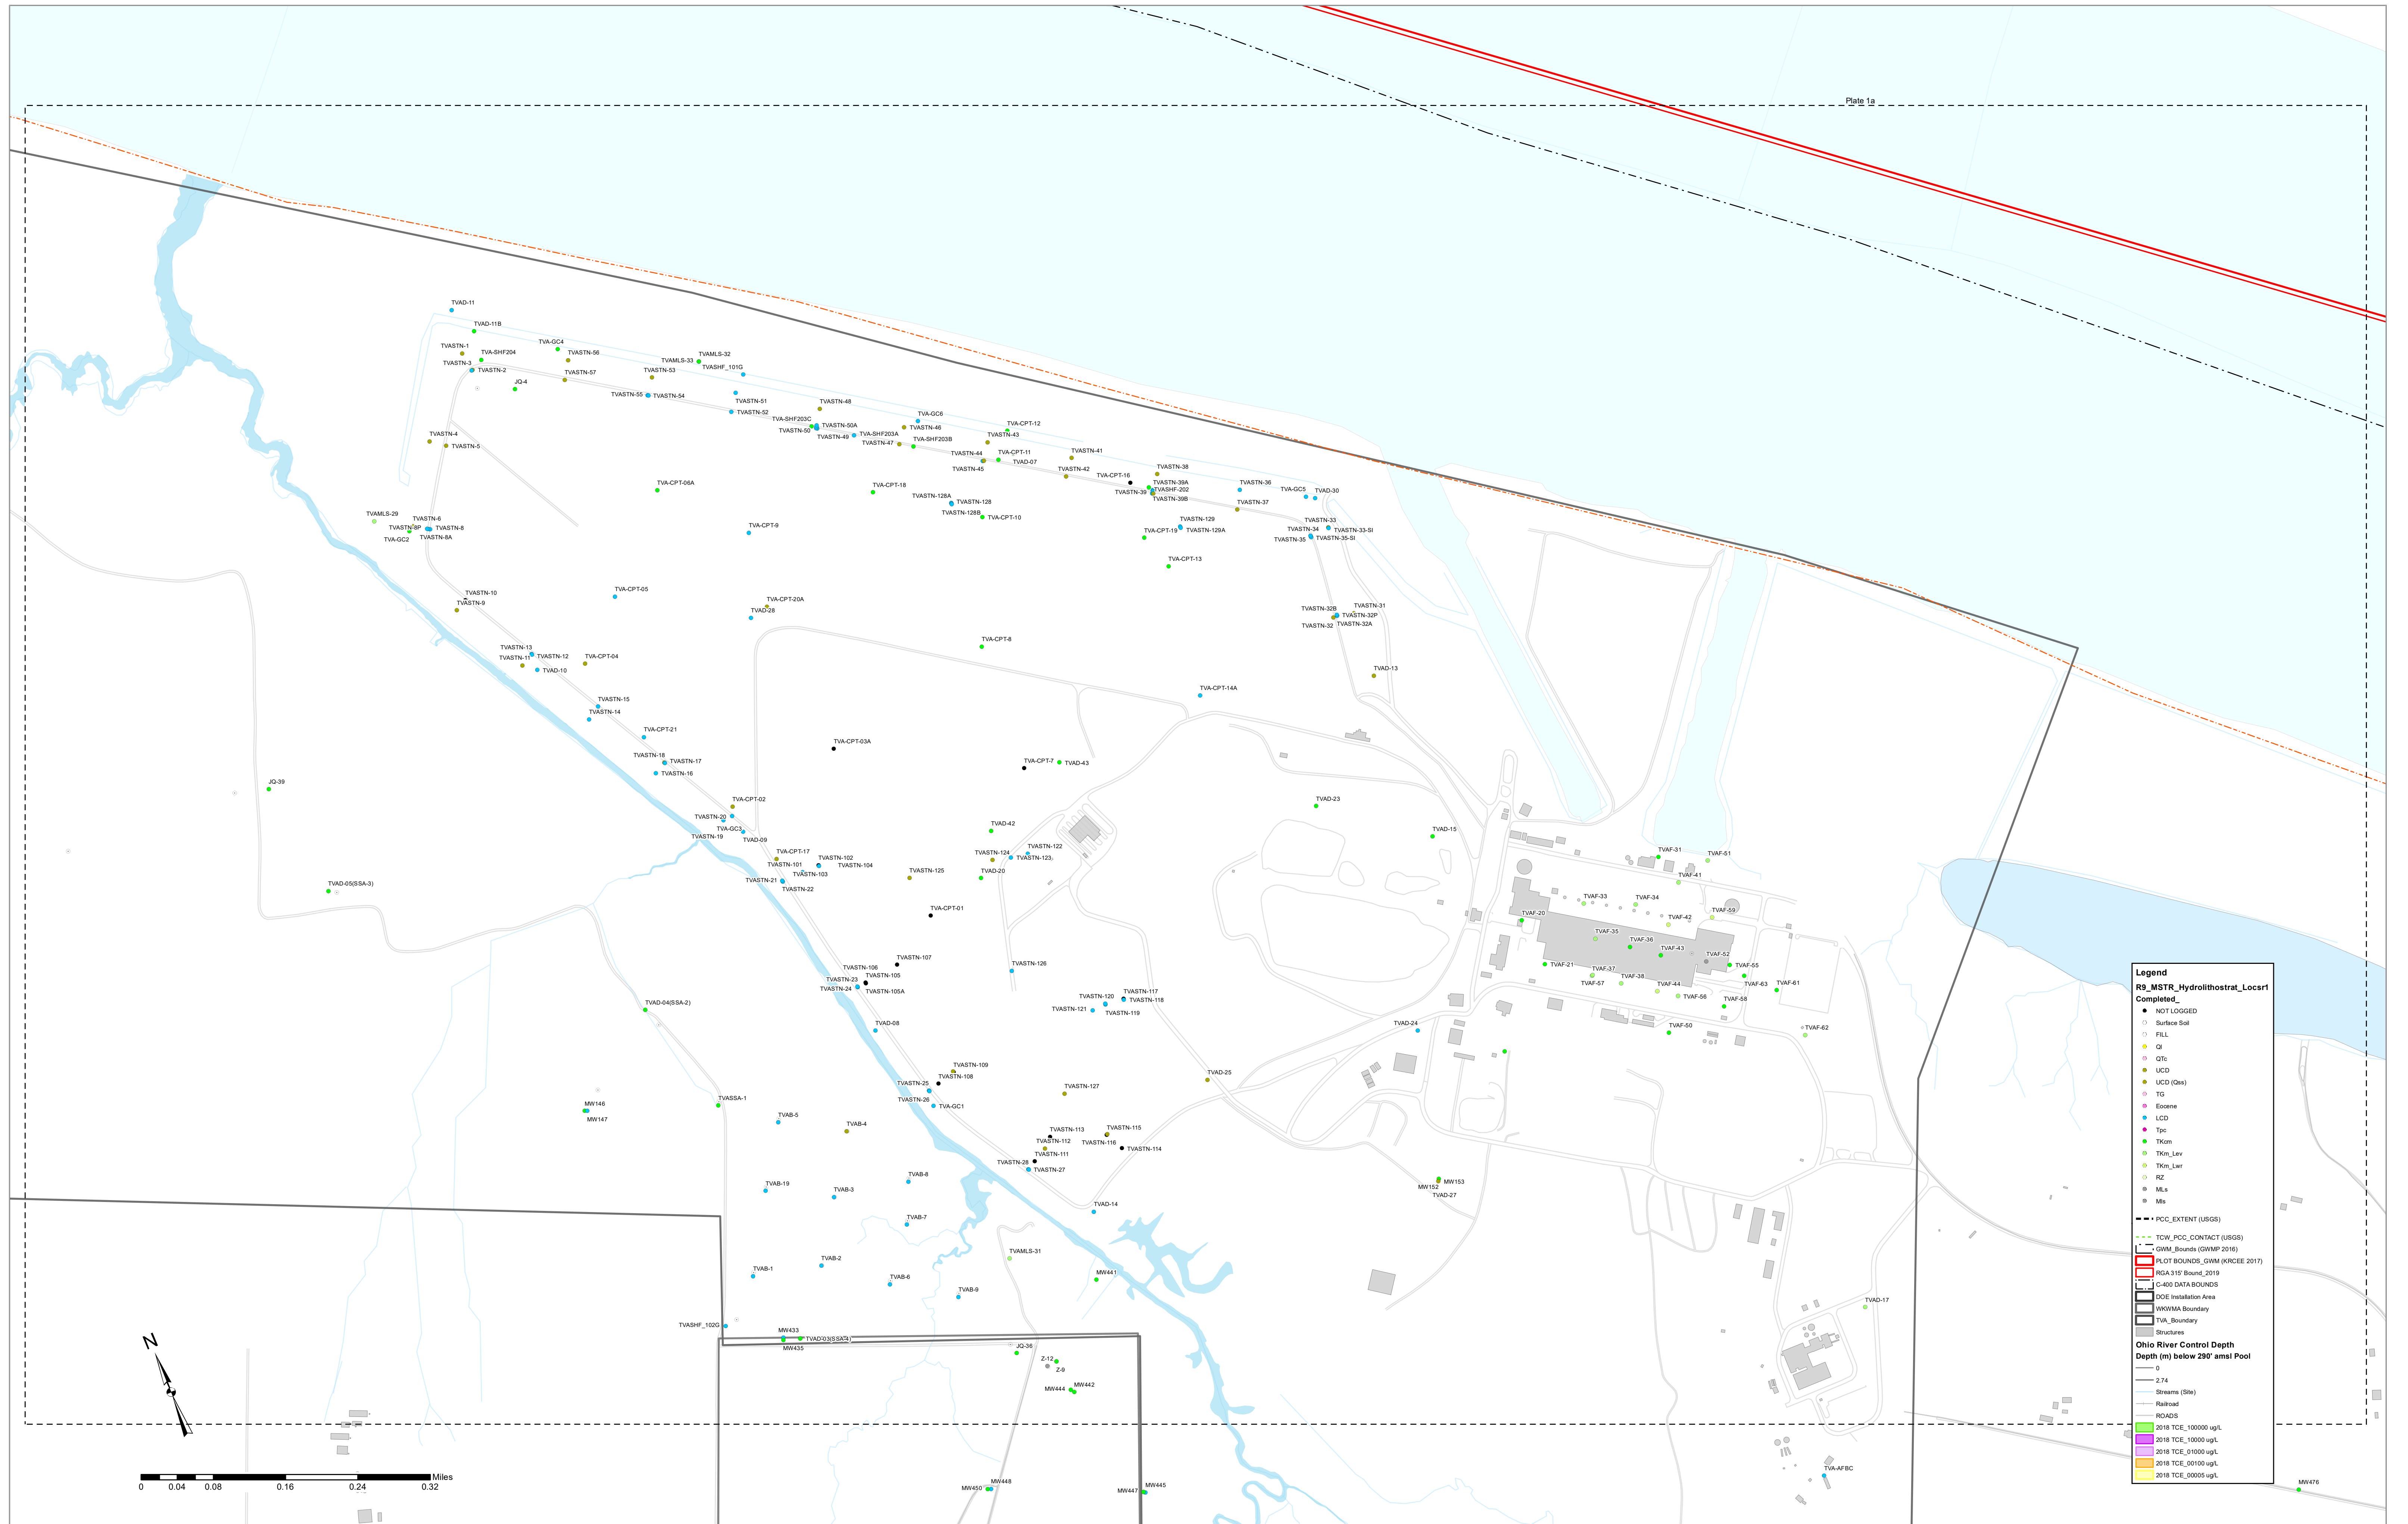 Plate 1a
TVAD-11
TVAD-11B
TVASTN-1
TVA-SHF204
TVASTN-3
TVASTN-2
TVA-GC4
TVASTN-56
TVASTN-57
JQ-4
TVAMLS-32
TVAMLS-33
TVASHF_101G
TVASTN-53
TVASTN-55
TVASTN-54
TVASTN-51
TVASTN-52
TVASTN-48
TVA-SHF203C
TVASTN-50A
TVASTN-50
TVASTN-49
TVA-SHF203A
TVA-GC6
TVASTN-46
TVASTN-47
TVA-SHF203B
TVA-CPT-12
TVASTN-43
TVASTN-44
TVA-CPT-11
TVASTN-45
TVAD-07
TVASTN-41
TVASTN-42
TVASTN-38
TVA-CPT-16
TVASTN-39A
TVASHF-202
TVASTN-39
TVASTN-39B
TVASTN-36
TVASTN-37
TVA-GC5
TVAD-30
TVASTN-4
TVASTN-5
TVA-CPT-06A
TVA-CPT-18
TVASTN-128A
TVASTN-128
TVASTN-128B
TVA-CPT-10
TVASTN-129
TVASTN-129A
TVA-CPT-19
TVA-CPT-13
TVASTN-33
TVASTN-33-SI
TVASTN-34
TVASTN-35
TVASTN-35-SI
TVAMLS-29
TVASTN-6
TVASTN-8P
TVASTN-8
TVASTN-8A
TVA-GC2
TVA-CPT-9
TVASTN-10
TVASTN-9
TVA-CPT-05
TVA-CPT-20A
TVAD-28
TVASTN-32B
TVASTN-31
TVASTN-32P
TVASTN-32
TVASTN-32A
TVA-CPT-8
TVASTN-13
TVASTN-12
TVASTN-11
TVAD-10
TVA-CPT-04
TVAD-13
TVA-CPT-14A
TVASTN-15
TVASTN-14
TVA-CPT-21
TVA-CPT-03A
TVASTN-18
TVASTN-17
TVASTN-16
TVA-CPT-7
TVAD-43
JQ-39
TVA-CPT-02
TVASTN-20
TVA-GC3
TVASTN-19
TVAD-09
TVAD-42
TVAD-23
TVAD-15
TVA-CPT-17
TVASTN-101
TVASTN-102
TVASTN-104
TVASTN-103
TVASTN-21
TVASTN-22
TVASTN-124
TVASTN-122
TVASTN-123
TVAD-20
TVASTN-125
TVAD-05(SSA-3)
TVA-CPT-01
TVAF-31
TVAF-51
TVAF-41
TVAF-33
TVAF-34
TVAF-20
TVAF-42
TVAF-59
TVAF-35
TVAF-36
TVAF-43
TVAF-52
TVAF-21
TVAF-55
TVAF-37
TVAF-38
TVAF-57
TVAF-44
TVAF-56
TVAF-63
TVAF-61
TVAF-58
TVAF-50
TVAF-62
TVASTN-107
TVASTN-106
TVASTN-105
TVASTN-23
TVASTN-24
TVASTN-105A
TVASTN-126
TVAD-04(SSA-2)
TVASTN-117
TVASTN-120
TVASTN-118
TVASTN-121
TVASTN-119
TVAD-08
TVAD-24
TVASTN-109
TVASTN-108
TVASTN-25
TVASTN-26
TVA-GC1
TVASTN-127
TVAD-25
MW146
MW147
TVASSA-1
TVAB-5
TVAB-4
TVASTN-113
TVASTN-112
TVASTN-111
TVASTN-115
TVASTN-116
TVASTN-114
TVASTN-28
TVASTN-27
MW153
MW152
TVAD-27
TVAB-8
TVAB-19
TVAB-3
TVAD-14
TVAB-7
TVAMLS-31
TVAB-2
TVAB-1
TVAB-6
MW441
TVAB-9
TVAD-17
TVASHF_102G
MW433
TVAD-03(SSA-4)
MW435
JQ-36
Z-12
Z-9
MW444
MW442
MW450
MW448
MW447
MW445
TVA-AFBC
MW476
N
0
0.04
0.08
0.16
0.24
0.32
Miles
Legend
R9_MSTR_Hydrolithostrat_Locsr1
Completed_
NOT LOGGED
Surface Soil
FILL
Ql
QTc
UCD
UCD (Qss)
TG
Eocene
LCD
Tpc
TKcm
TKm_Lev
TKm_Lwr
RZ
MLs
Mls
PCC_EXTENT (USGS)
TCW_PCC_CONTACT (USGS)
GWM_Bounds (GWMP 2016)
PLOT BOUNDS_GWM (KRCEE 2017)
RGA 315' Bound_2019
C-400 DATA BOUNDS
DOE Installation Area
WKWMA Boundary
TVA_Boundary
Structures
Ohio River Control Depth
Depth (m) below 290' amsl Pool
0
2.74
Streams (Site)
Railroad
ROADS
2018 TCE_100000 ug/L
2018 TCE_10000 ug/L
2018 TCE_01000 ug/L
2018 TCE_00100 ug/L
2018 TCE_00005 ug/L